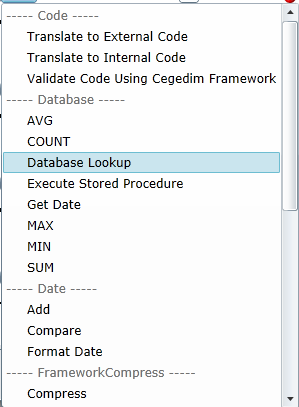 ----- Code -----
Translate to External Code
Translate to Internal Code
Validate Code Using Cegedim Framework
----- Database -----
AVG
COUNT
Database Lookup
Execute Stored Procedure
Get Date
MAX
MIN
SUM
----- Date -----
Add
Compare
Format Date
----- FrameworkCompress -----
Compress